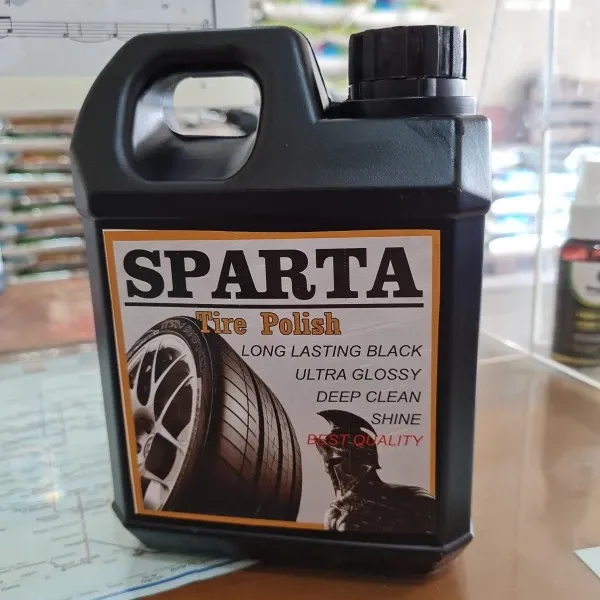 SPARTA
Tire Polish
LONG LASTING BLACK
ULTRA GLOSSY
DEEP CLEAN
SHINE
BEST QUALITY